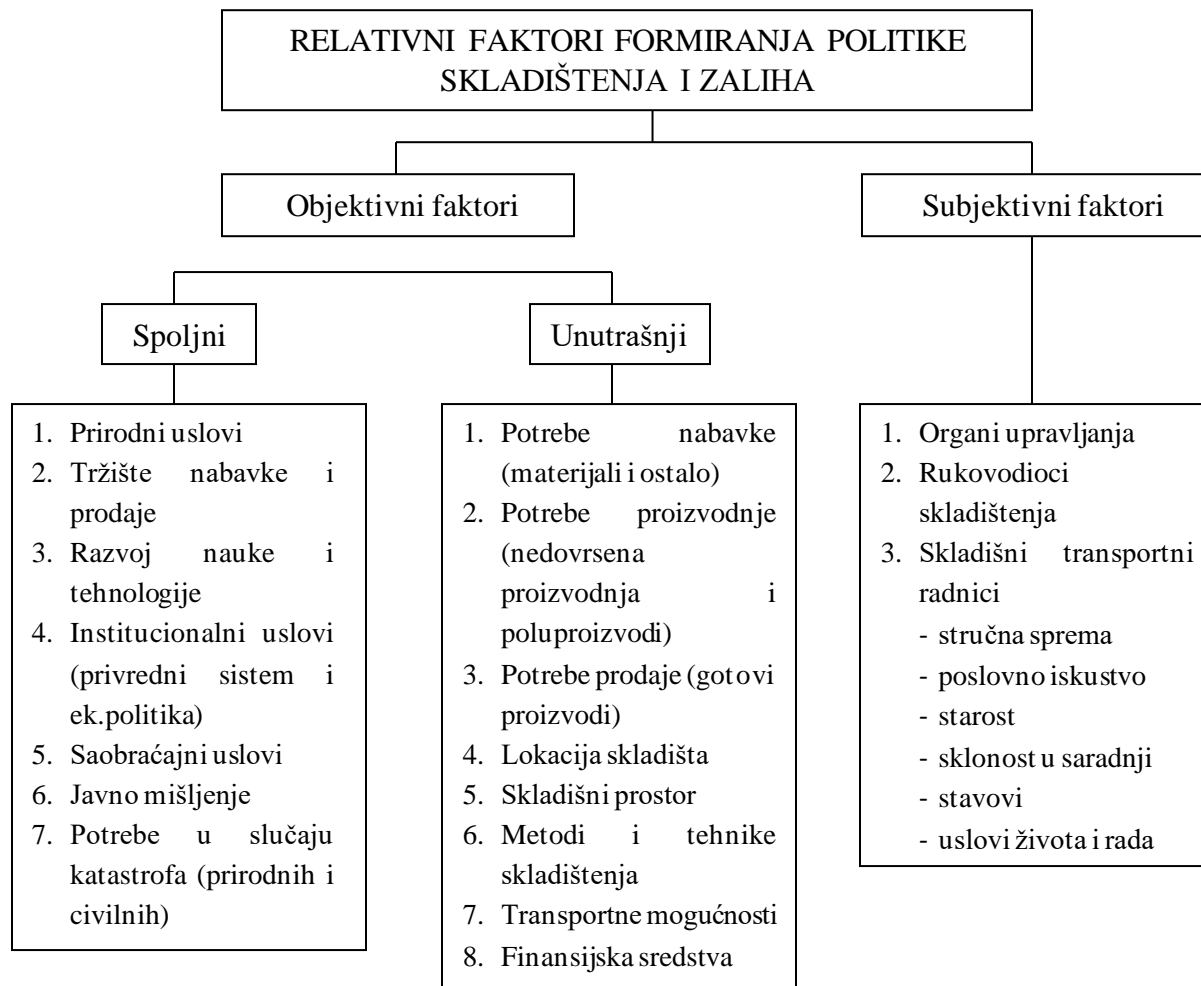 RELATIVNI FAKTORI FORMIRANJA POLITIKE
SKLADIŠTENJA I ZALIHA
Objektivni faktori
Subjektivni faktori
Spoljni
Unutrašnji
1. Prirodni uslovi
2. Tržište nabavke i
prodaje
3. Razvoj nauke i
tehnologije
4. Institucionalni uslovi
(privredni sistem i
ek.politika)
5. Saobraćajni uslovi
6. Javno mišljenje
7. Potrebe u slučaju
katastrofa (prirodnih i
civilnih)
1. Potrebe nabavke
(materijali i ostalo)
2. Potrebe proizvodnje
(nedovrsena
proizvodnja i
poluproizvodi)
3. Potrebe prodaje (gotovi
proizvodi)
4. Lokacija skladišta
5. Skladišni prostor
6. Metodi i tehnike
skladištenja
7. Transportne mogućnosti
8. Finansijska sredstva
1. Organi upravljanja
2. Rukovodioci
skladištenja
3. Skladišni transportni
radnici
- stručna sprema
- poslovno iskustvo
- starost
- sklonost u saradnji
- stavovi
- uslovi života i rada